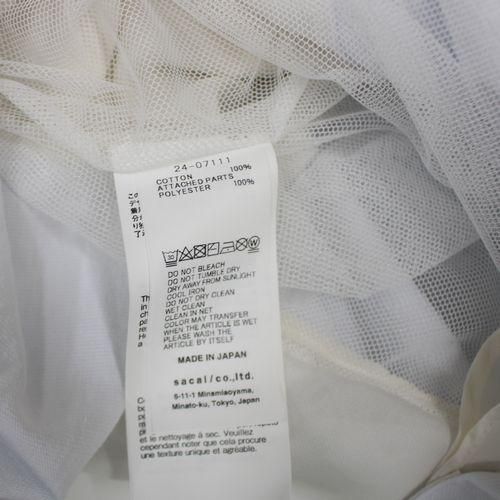 24-07111
COTTON 100%
ATTACHED PARTS
POLYESTER 100%
30
W
DO NOT BLEACH
DO NOT TUMBLE DRY
DRY AWAY FROM SUNLIGHT
COOL IRON
DO NOT DRY CLEAN
WET CLEAN
CLEAN IN NET
COLOR MAY TRANSFER
WHEN THE ARTICLE IS WET
PLEASE WASH THE
ARTICLE BY ITSELF
MADE IN JAPAN
sacai/co.,ltd.
6-11-1 Minamiaoyama,
Minato-ku, Tokyo, Japan
et le nettoyage à sec. Veuillez
cependant noter que cela procure
une texture unique et agréable.